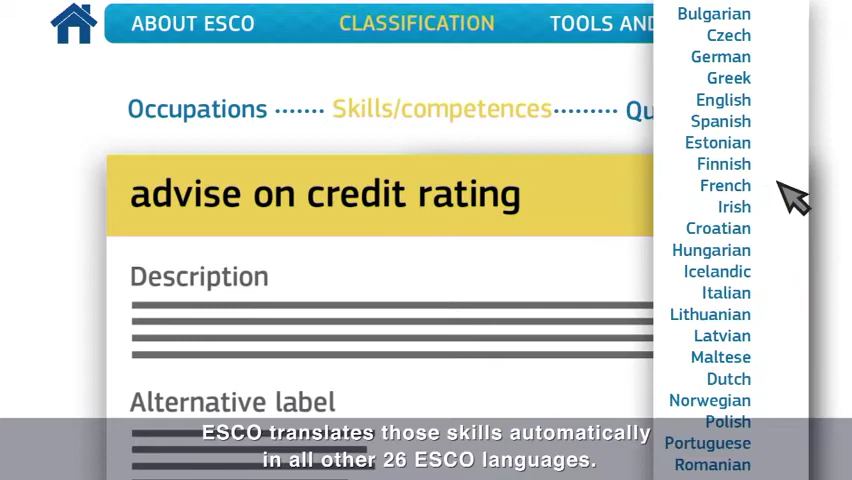 ABOUT ESCO CLASSIFICATION TOOLS AND
Occupations ······· Skills/competences ········· Qu
advise on credit rating
Description
Alternative label
Bulgarian
Czech
German
Greek
English
Spanish
Estonian
Finnish
French
Irish
Croatian
Hungarian
Icelandic
Italian
Lithuanian
Latvian
Maltese
Dutch
Norwegian
Polish
Portuguese
Romanian
ESCO translates those skills automatically
in all other 26 ESCO languages.